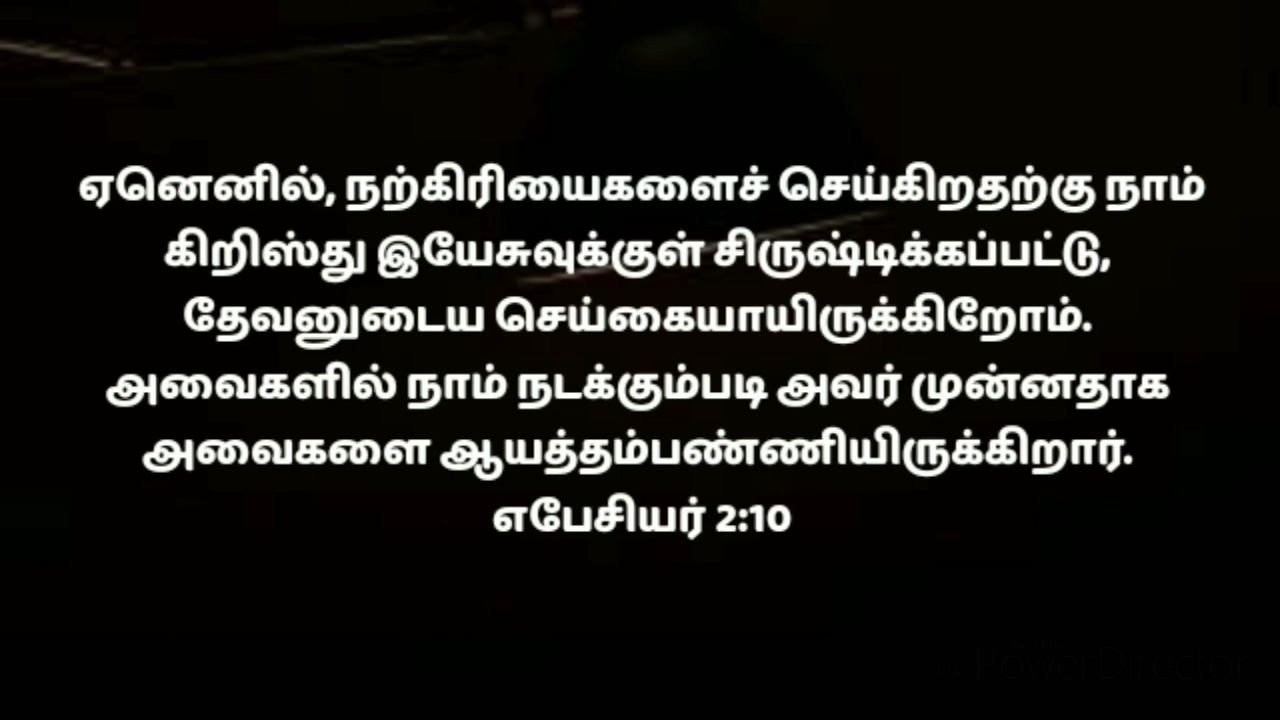 ஏனெனில், நற்கிரியைகளைச் செய்கிறதற்கு நாம்
கிறிஸ்து இயேசுவுக்குள் சிருஷ்டிக்கப்பட்டு,
தேவனுடைய செய்கையாயிருக்கிறோம்.
அவைகளில் நாம் நடக்கும்படி அவர் முன்னதாக
அவைகளை ஆயத்தம்பண்ணியிருக்கிறார்.
எபேசியர் 2:10
PowerDirector